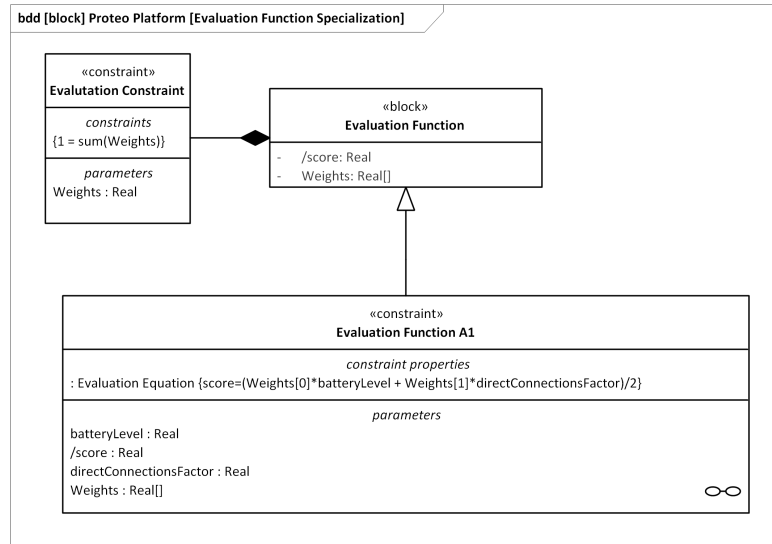 bdd [block] Proteo Platform [Evaluation Function Specialization]
«constraint»
Evalutation Constraint
constraints
{1 = sum(Weights)}
parameters
Weights : Real
«block»
Evaluation Function
- /score: Real
- Weights: Real[]
«constraint»
Evaluation Function A1
constraint properties
: Evaluation Equation {score=(Weights[0]*batteryLevel + Weights[1]*directConnectionsFactor)/2}
parameters
batteryLevel : Real
/score : Real
directConnectionsFactor : Real
Weights : Real[]